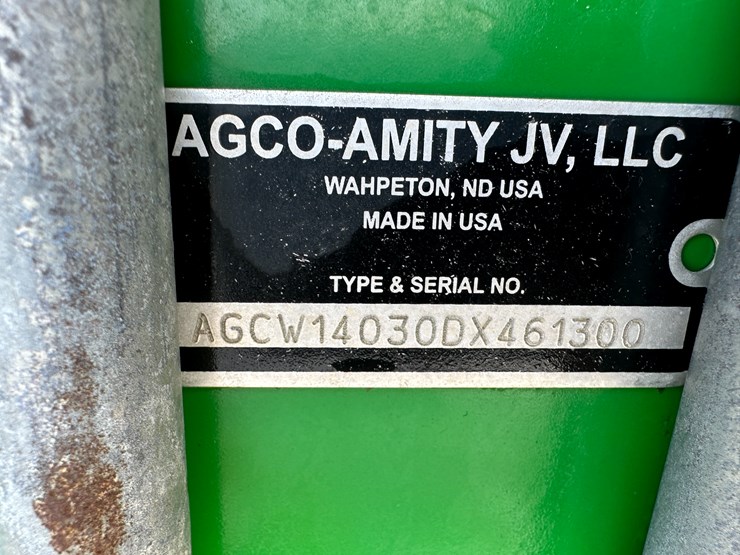 AGCO-AMITY JV, LLC
WAHPETON, ND USA
MADE IN USA
TYPE & SERIAL NO.
AGCW14030DX461300